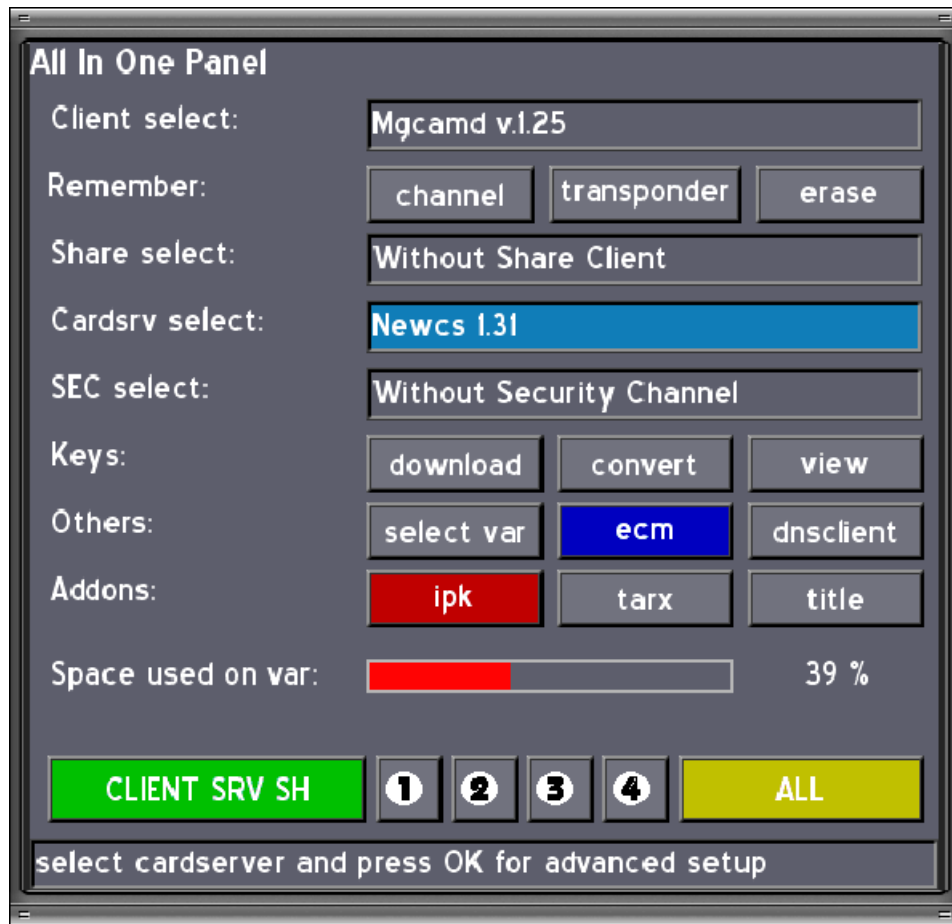 All In One Panel
Client select: Mgcamd v.1.25
Remember: channel transponder erase
Share select: Without Share Client
Cardsrv select: Newcs 1.31
SEC select: Without Security Channel
Keys: download convert view
Others: select var ecm dnsclient
Addons: ipk tarx title
Space used on var: 39 %
CLIENT SRV SH 1 2 3 4 ALL
select cardserver and press OK for advanced setup